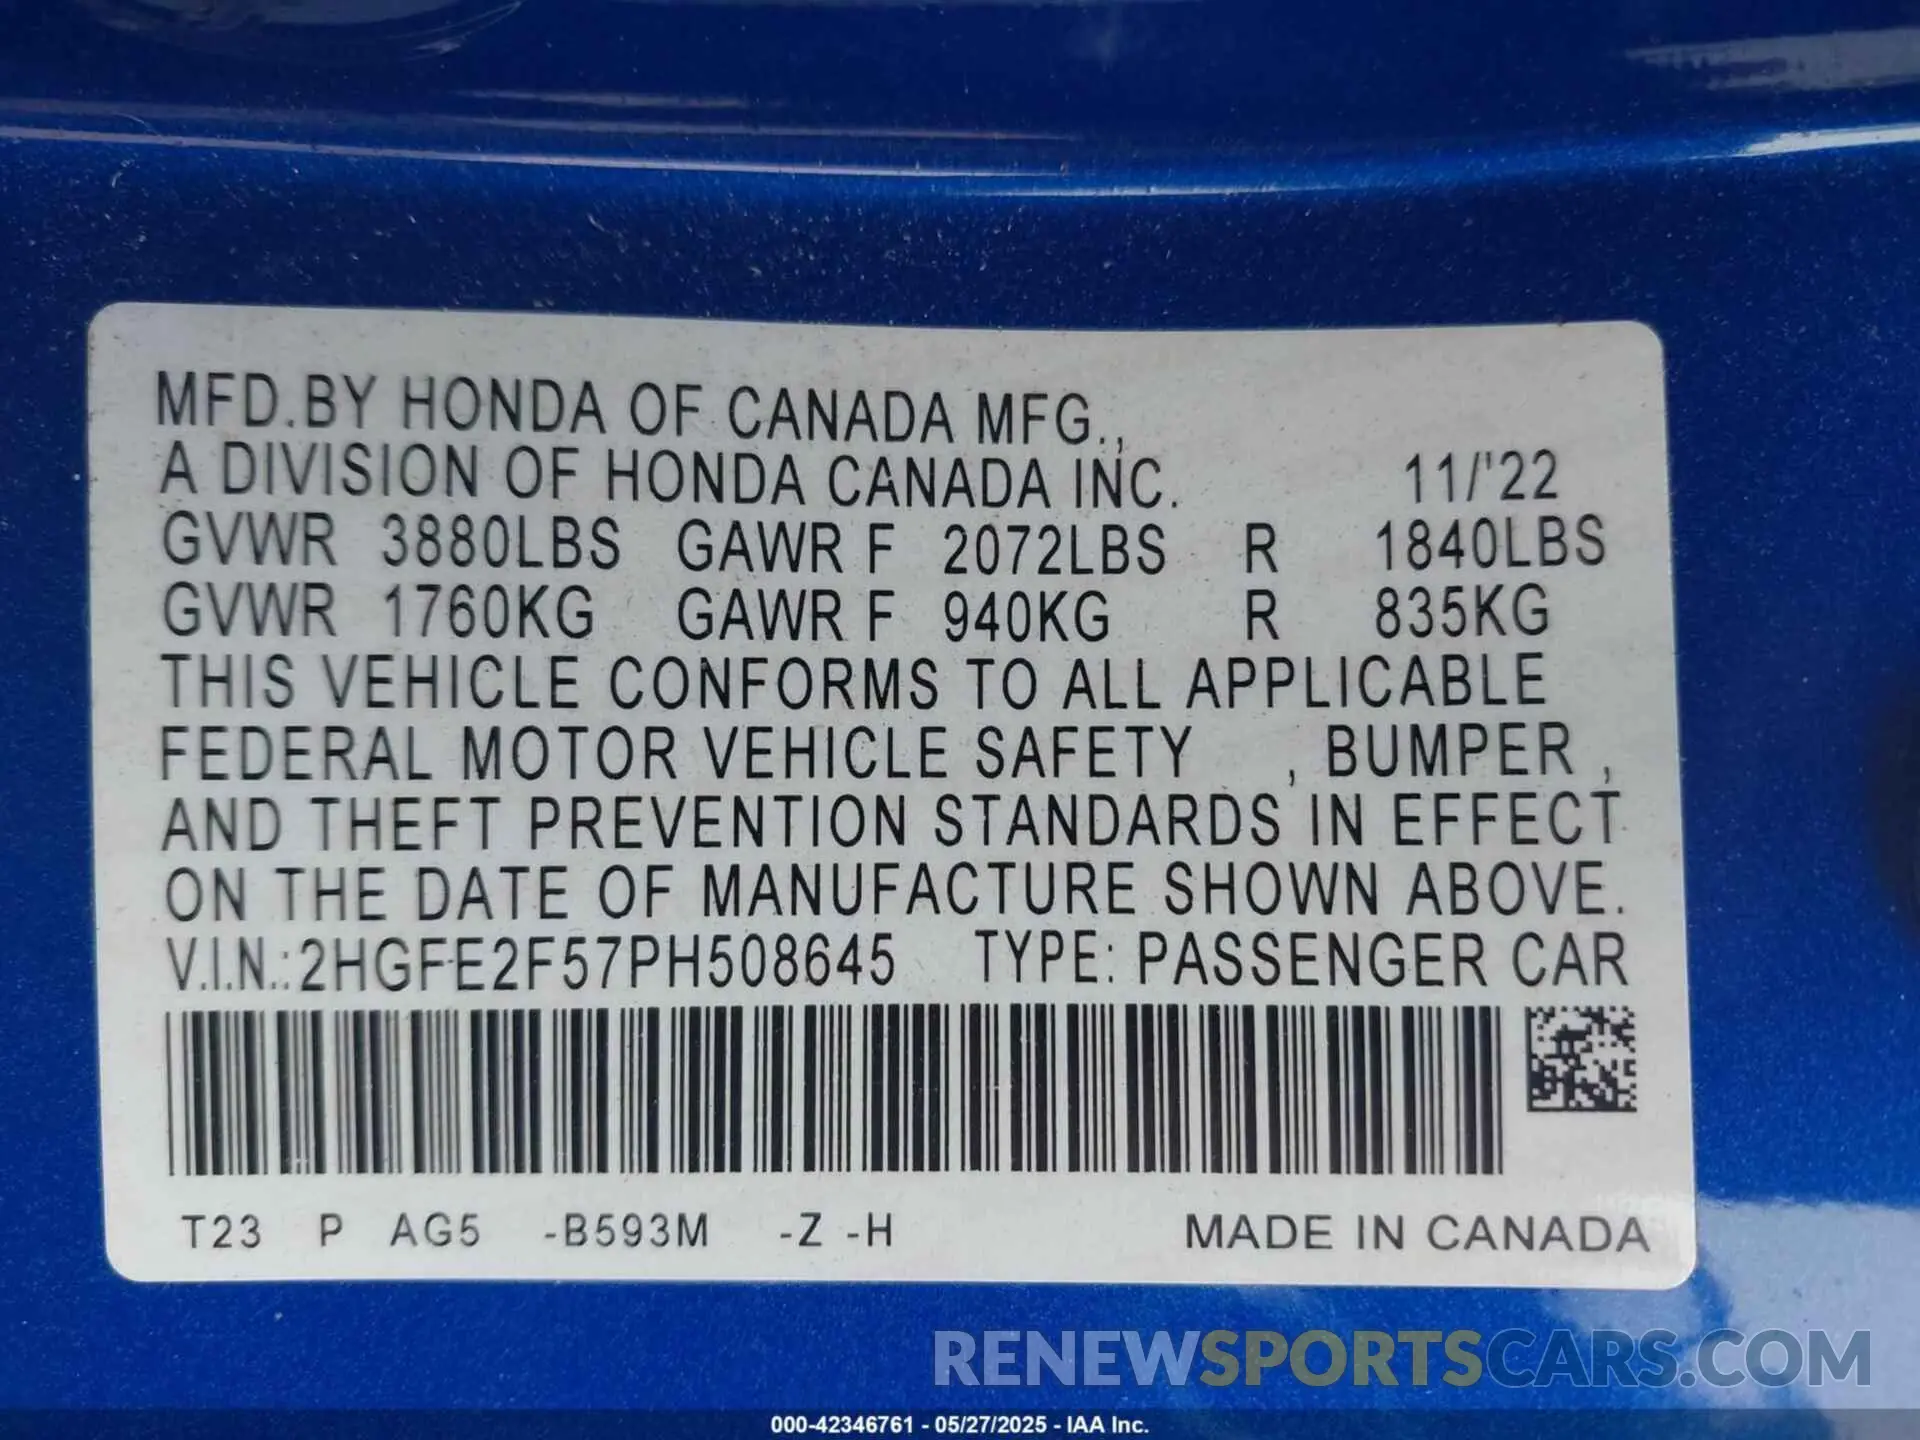 MFD.BY HONDA OF CANADA MFG.,
A DIVISION OF HONDA CANADA INC. 11/'22
GVWR 3880LBS GAWR F 2072LBS R 1840LBS
GVWR 1760KG GAWR F 940KG R 835KG
THIS VEHICLE CONFORMS TO ALL APPLICABLE
FEDERAL MOTOR VEHICLE SAFETY , BUMPER ,
AND THEFT PREVENTION STANDARDS IN EFFECT
ON THE DATE OF MANUFACTURE SHOWN ABOVE.
V.I.N.:2HGFE2F57PH508645 TYPE: PASSENGER CAR
T23 P AG5 -B593M -Z -H MADE IN CANADA
RENEWSPORTSCARS.COM
000-42346761 - 05/27/2025 - IAA Inc.